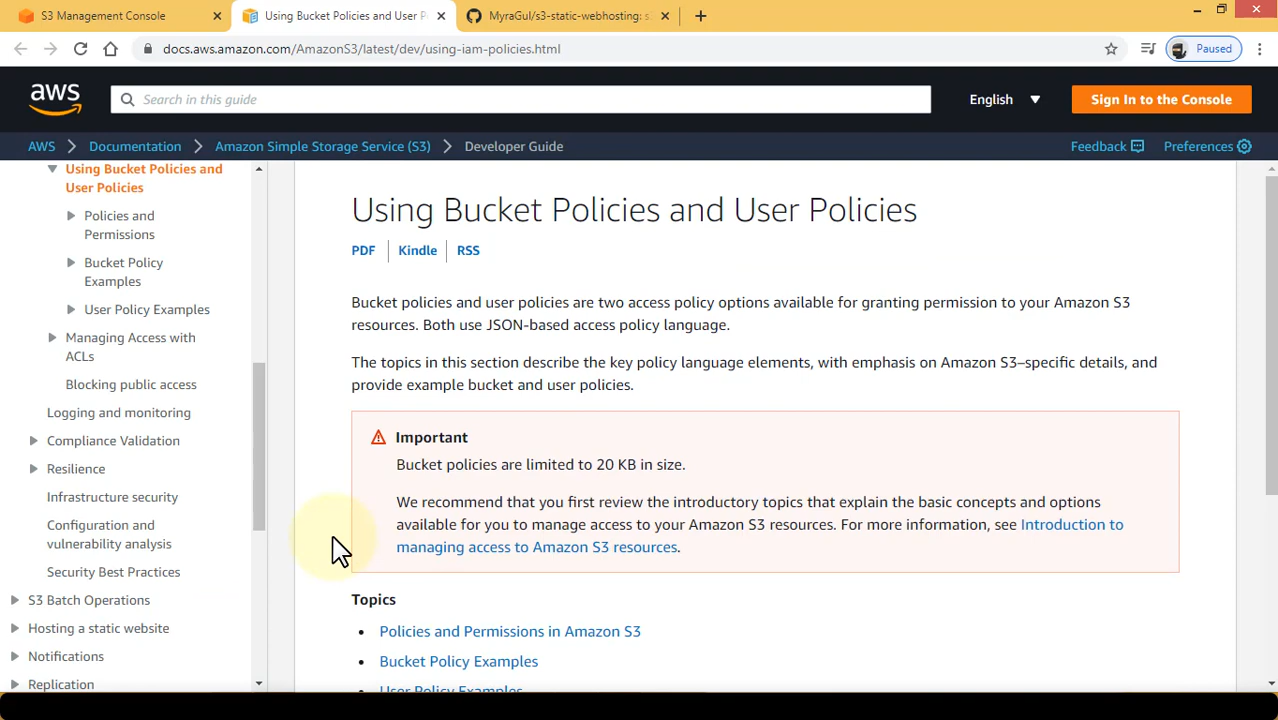 S3 Management Console
Using Bucket Policies and User P
MyraGul/s3-static-webhosting: s
docs.aws.amazon.com/AmazonS3/latest/dev/using-iam-policies.html
Paused
aws
Search in this guide
English
Sign In to the Console
AWS
Documentation
Amazon Simple Storage Service (S3)
Developer Guide
Feedback
Preferences
Using Bucket Policies and
User Policies
Policies and
Permissions
Bucket Policy
Examples
User Policy Examples
Managing Access with
ACLs
Blocking public access
Logging and monitoring
Compliance Validation
Resilience
Infrastructure security
Configuration and
vulnerability analysis
Security Best Practices
S3 Batch Operations
Hosting a static website
Notifications
Replication
Using Bucket Policies and User Policies
PDF
Kindle
RSS
Bucket policies and user policies are two access policy options available for granting permission to your Amazon S3
resources. Both use JSON-based access policy language.
The topics in this section describe the key policy language elements, with emphasis on Amazon S3–specific details, and
provide example bucket and user policies.
Important
Bucket policies are limited to 20 KB in size.
We recommend that you first review the introductory topics that explain the basic concepts and options
available for you to manage access to your Amazon S3 resources. For more information, see Introduction to
managing access to Amazon S3 resources.
Topics
• Policies and Permissions in Amazon S3
• Bucket Policy Examples
• User Policy Examples